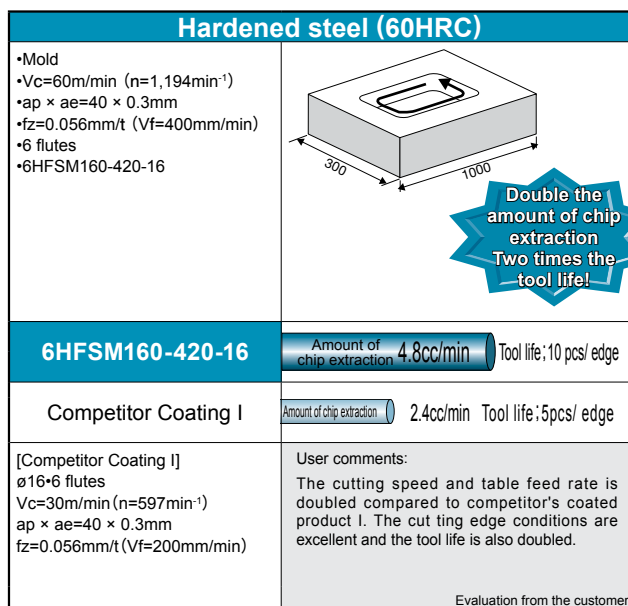 Hardened steel (60HRC)
•Mold
•Vc=60m/min (n=1,194min⁻¹)
•ap × ae=40 × 0.3mm
•fz=0.056mm/t (Vf=400mm/min)
•6 flutes
•6HFSM160-420-16
300
1000
Double the
amount of chip
extraction
Two times the
tool life!
6HFSM160-420-16
Amount of
chip extraction 4.8cc/min Tool life;10 pcs/ edge
Competitor Coating I
Amount of chip extraction 2.4cc/min Tool life;5pcs/ edge
[Competitor Coating I]
ø16•6 flutes
Vc=30m/min(n=597min⁻¹)
ap × ae=40 × 0.3mm
fz=0.056mm/t(Vf=200mm/min)
User comments:
The cutting speed and table feed rate is
doubled compared to competitor's coated
product I. The cut ting edge conditions are
excellent and the tool life is also doubled.
Evaluation from the customer